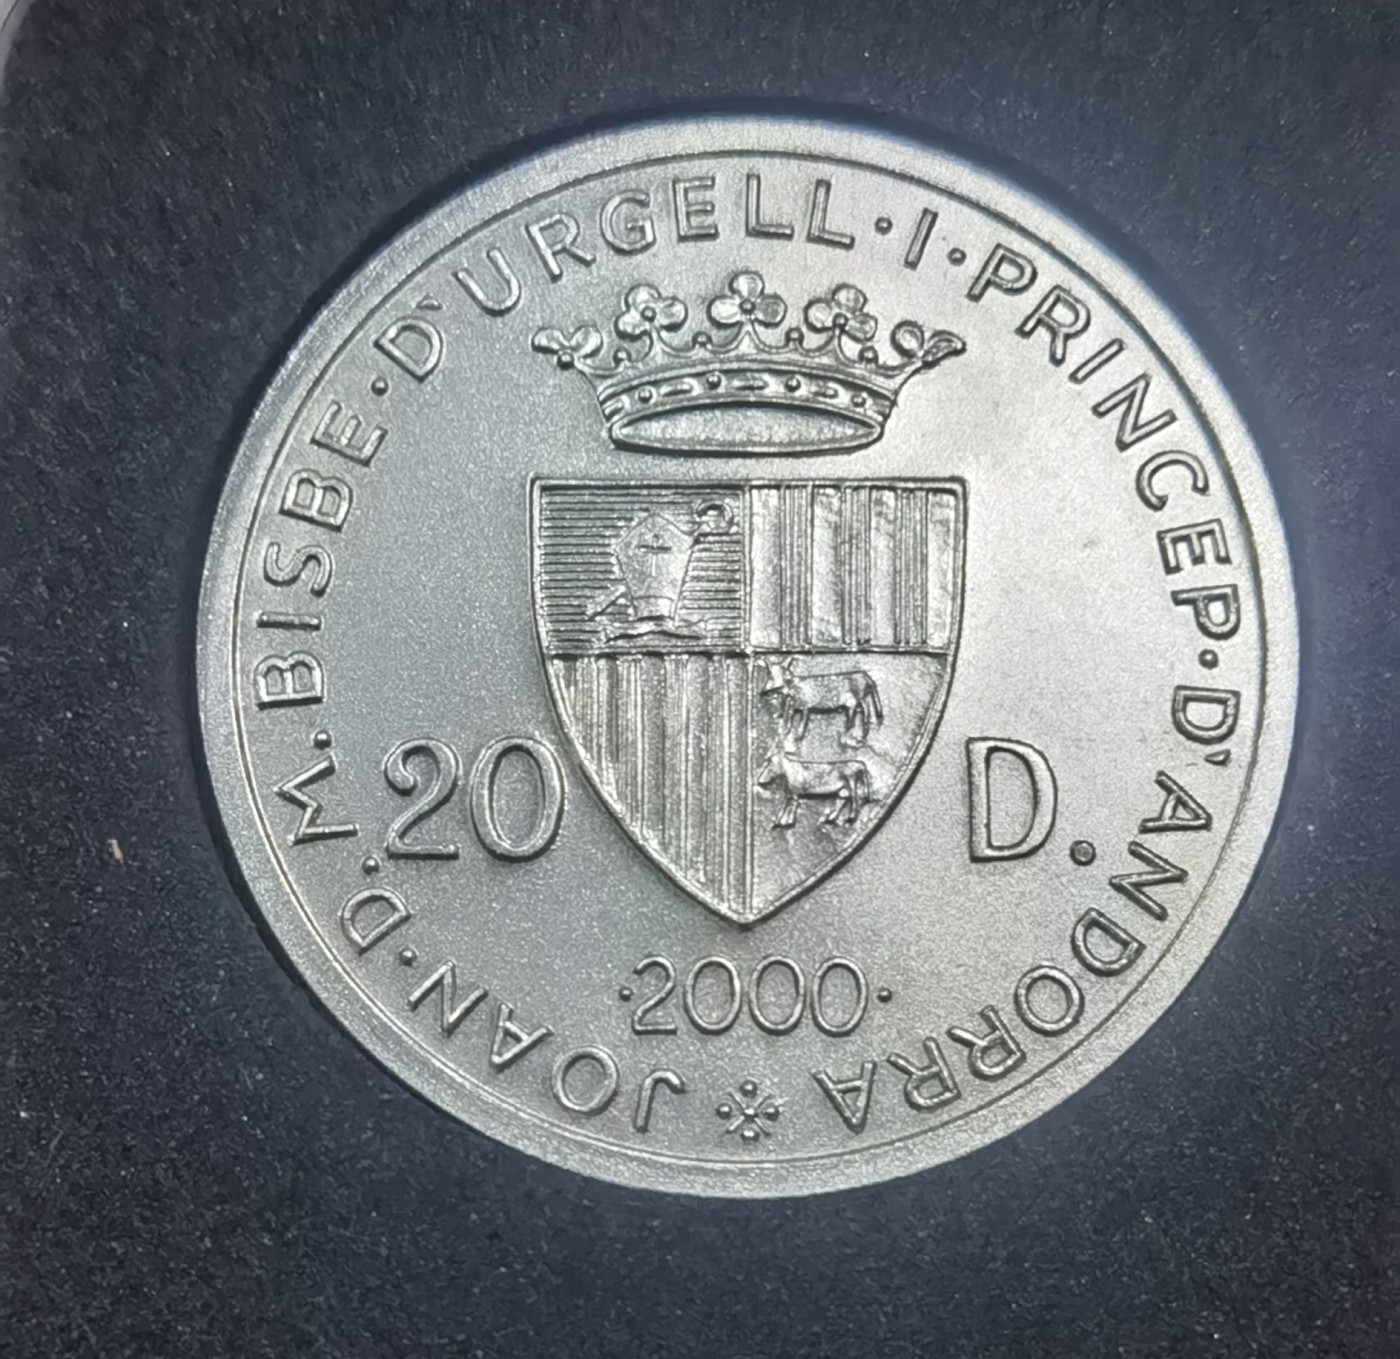 JOAN·D·M·BISBE·D'URGELL·I·PRINCEP·D'ANDORRA
20 D.
·2000·